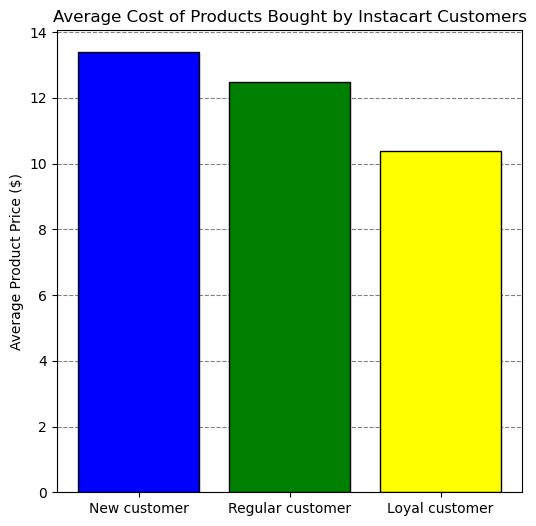 Average Cost of Products Bought by Instacart Customers
Average Product Price ($)
14
12
10
8
6
4
2
0
New customer
Regular customer
Loyal customer